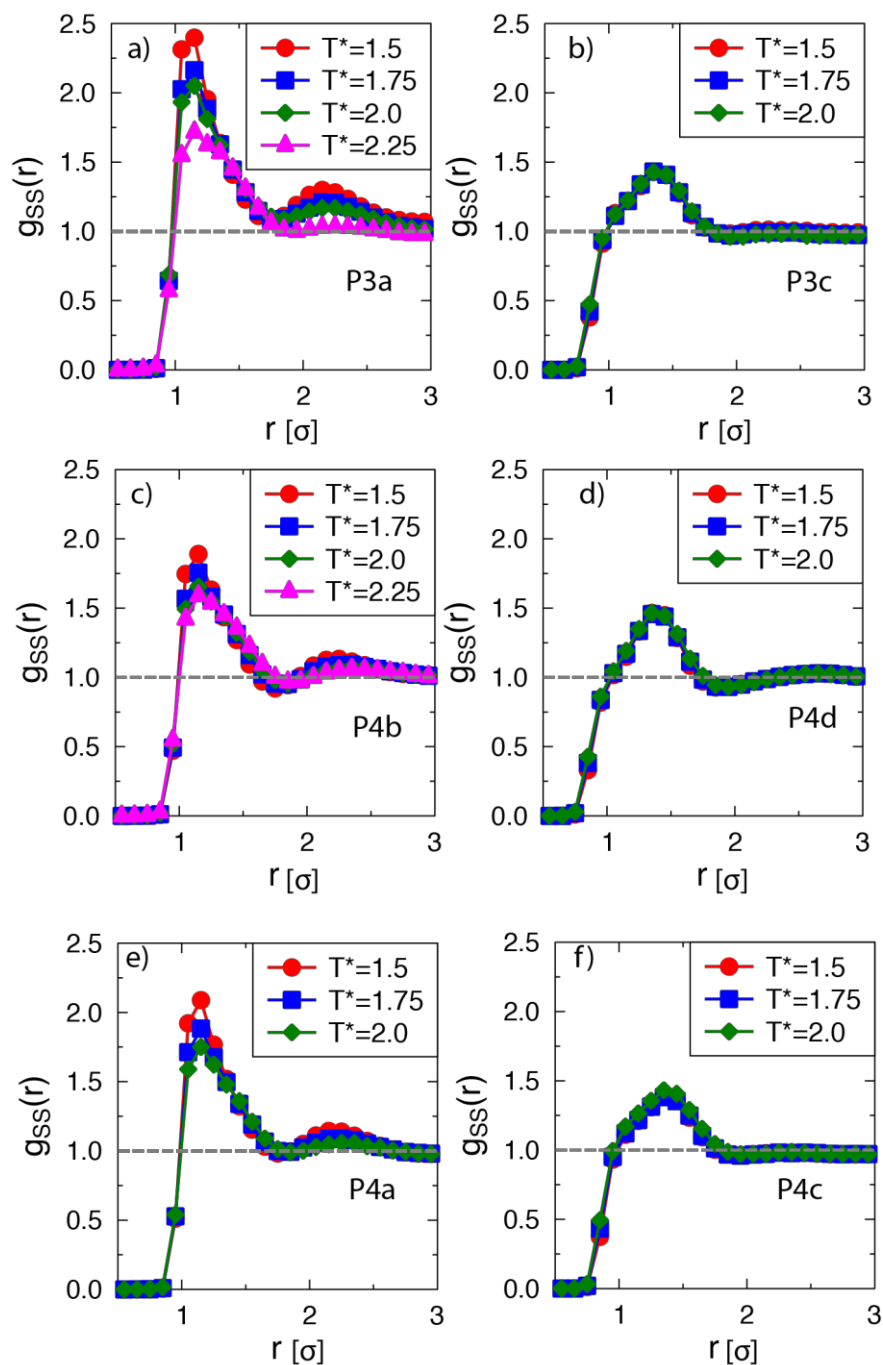 a)
T*=1.5
T*=1.75
T*=2.0
T*=2.25
P3a
2.5
2.0
1.5
1.0
0.5
0.0
gSS(r)
1 2 3
r [σ]
b)
T*=1.5
T*=1.75
T*=2.0
P3c
2.5
2.0
1.5
1.0
0.5
0.0
1 2 3
r [σ]
c)
T*=1.5
T*=1.75
T*=2.0
T*=2.25
P4b
2.5
2.0
1.5
1.0
0.5
0.0
gSS(r)
1 2 3
r [σ]
d)
T*=1.5
T*=1.75
T*=2.0
P4d
2.5
2.0
1.5
1.0
0.5
0.0
gSS(r)
1 2 3
r [σ]
e)
T*=1.5
T*=1.75
T*=2.0
P4a
2.5
2.0
1.5
1.0
0.5
0.0
gSS(r)
1 2 3
r [σ]
f)
T*=1.5
T*=1.75
T*=2.0
P4c
2.5
2.0
1.5
1.0
0.5
0.0
gSS(r)
1 2 3
r [σ]